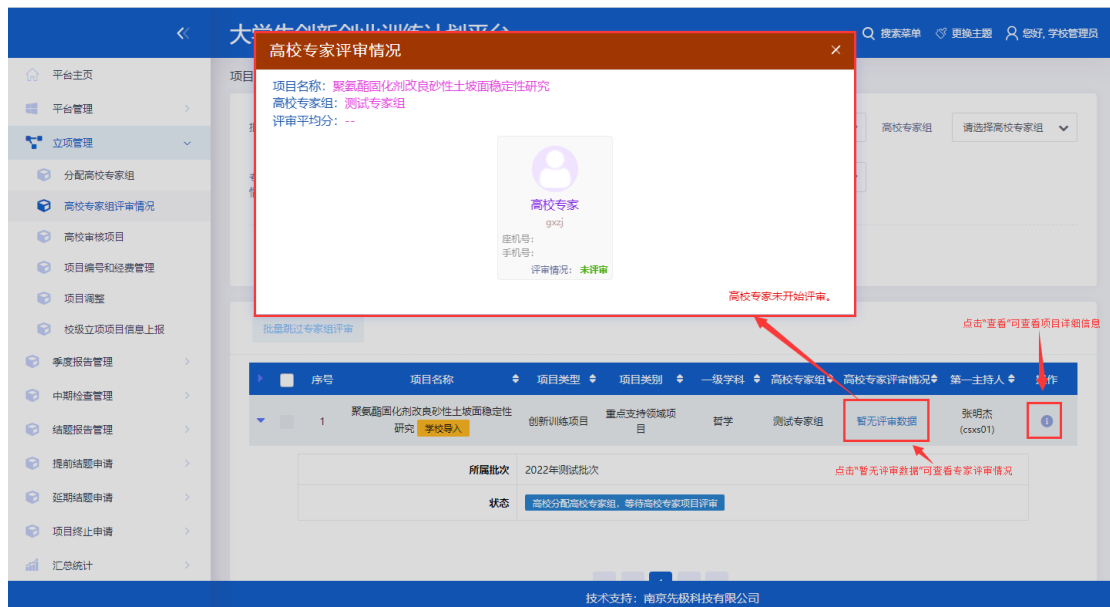 搜索菜单
更换主题
您好, 学校管理员
平台主页
平台管理
立项管理
分配高校专家组
高校专家组评审情况
高校审核项目
项目编号和经费管理
项目调整
校级立项项目信息上报
季度报告管理
中期检查管理
结题报告管理
提前结题申请
延期结题申请
项目终止申请
汇总统计
项目
高校专家评审情况
项目名称：聚氨酯固化剂改良砂性土坡面稳定性研究
高校专家组：测试专家组
评审平均分：--
高校专家
gxzj
座机号：
手机号：
评审情况：未评审
高校专家未开始评审。
高校专家组
请选择高校专家组
批量跳过专家组评审
点击“查看”可查看项目详细信息
序号 项目名称 项目类型 项目类别 一级学科 高校专家组 高校专家评审情况 第一主持人
1 聚氨酯固化剂改良砂性土坡面稳定性研究 学校导入 创新训练项目 重点支持领域项目 哲学 测试专家组 暂无评审数据 张明杰 (csxs01)
所属批次 2022年测试批次
点击“暂无评审数据”可查看专家评审情况
状态 高校分配高校专家组，等待高校专家项目评审
技术支持：南京先极科技有限公司